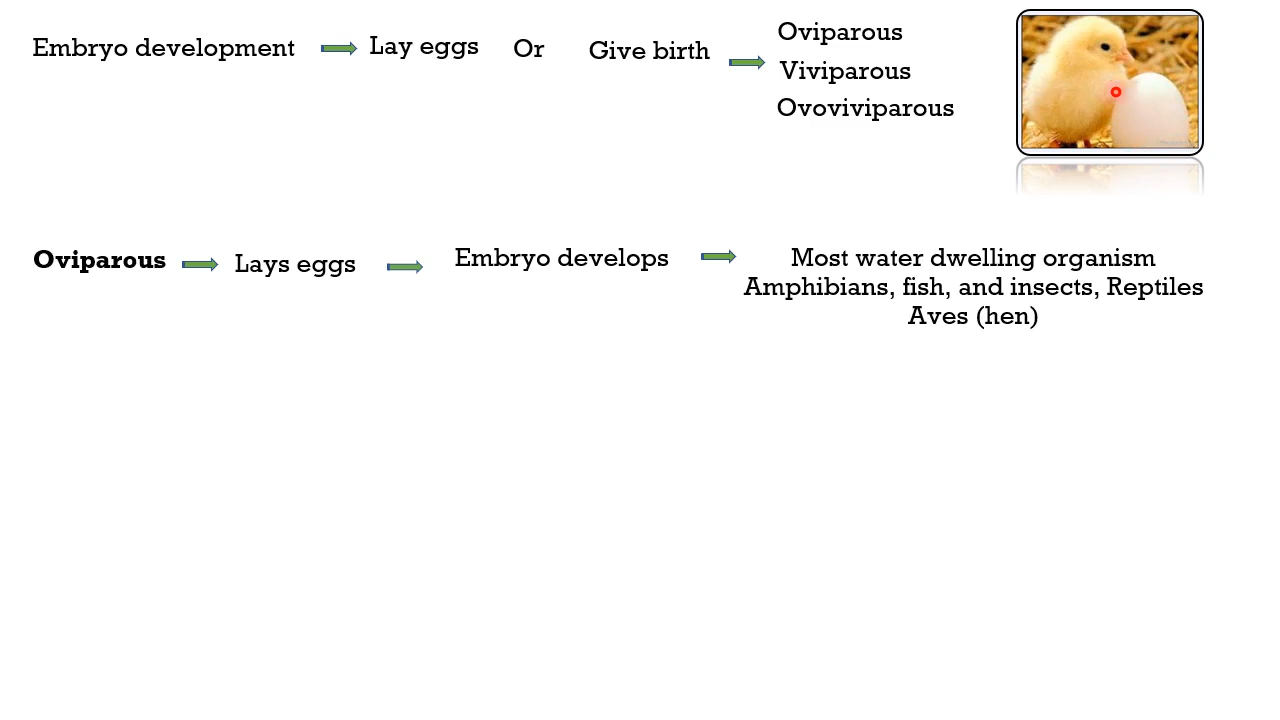 Embryo development
Lay eggs
Or
Give birth
Oviparous
Viviparous
Ovoviviparous
Oviparous
Lays eggs
Embryo develops
Most water dwelling organism
Amphibians, fish, and insects, Reptiles
Aves (hen)